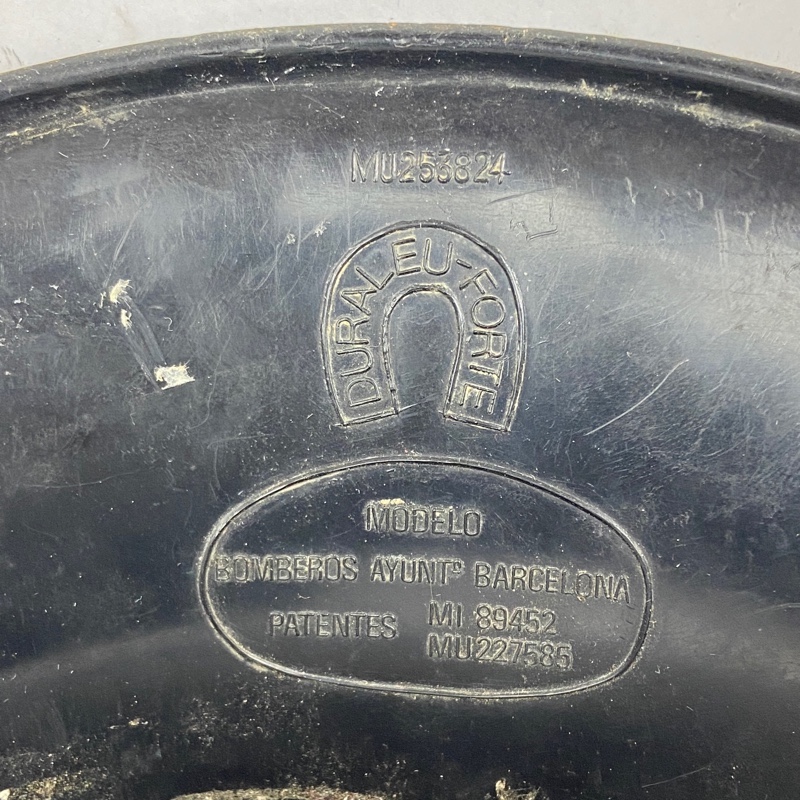 MU253824
DURALEU-FORTE
MODELO
BOMBEROS AYUNTº BARCELONA
PATENTES MI 89452
MU227585